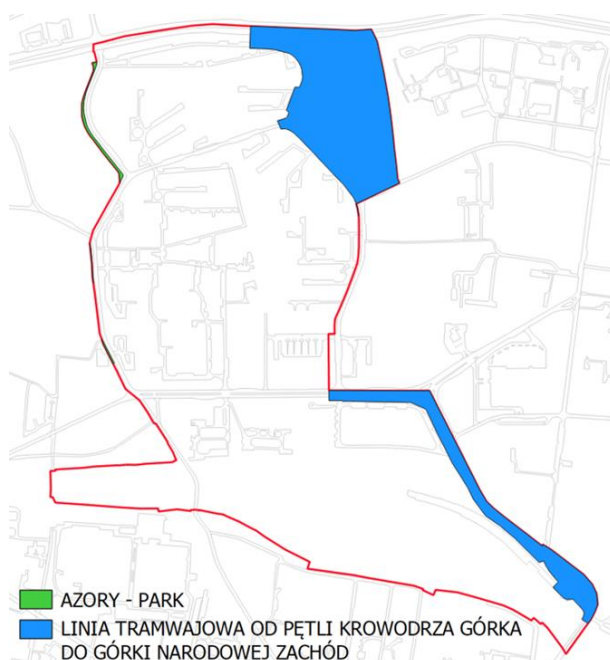 AZORY - PARK
LINIA TRAMWAJOWA OD PĘTLI KROWODRZA GÓRKA
DO GÓRKI NARODOWEJ ZACHÓD